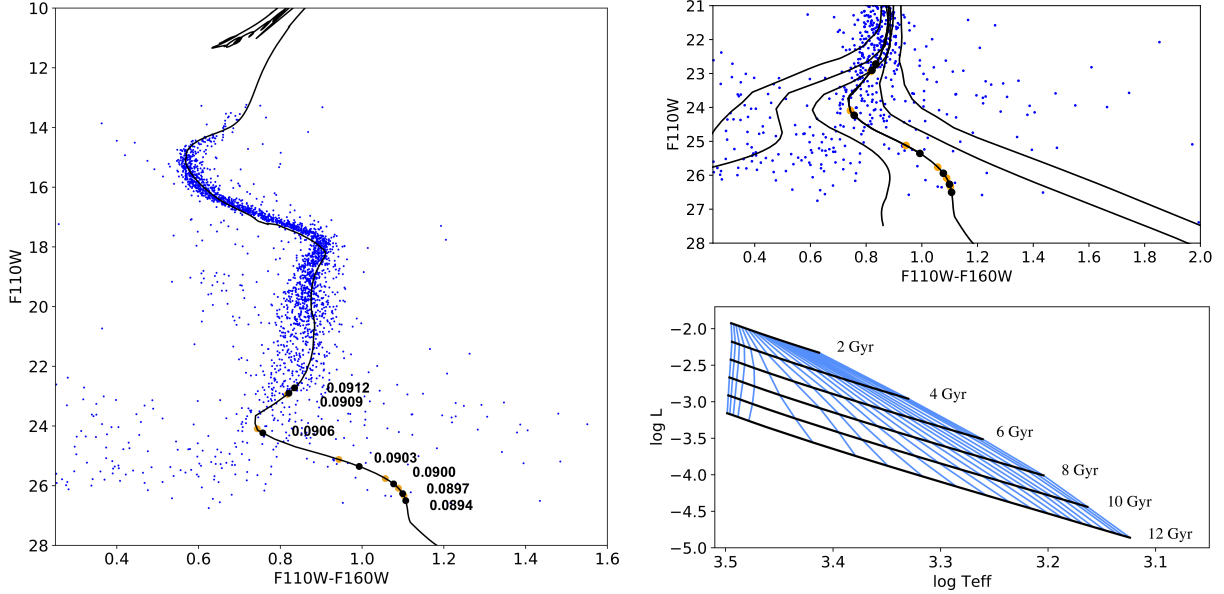 10
12
14
16
18
20
22
24
26
28
F110W
0.0912
0.0909
0.0906
0.0903
0.0900
0.0897
0.0894
0.4 0.6 0.8 1.0 1.2 1.4 1.6
F110W-F160W
21
22
23
24
25
26
27
28
F110W
0.4 0.6 0.8 1.0 1.2 1.4 1.6 1.8 2.0
F110W-F160W
−2.0
−2.5
−3.0
−3.5
−4.0
−4.5
−5.0
log L
2 Gyr
4 Gyr
6 Gyr
8 Gyr
10 Gyr
12 Gyr
3.5 3.4 3.3 3.2 3.1
log Teff